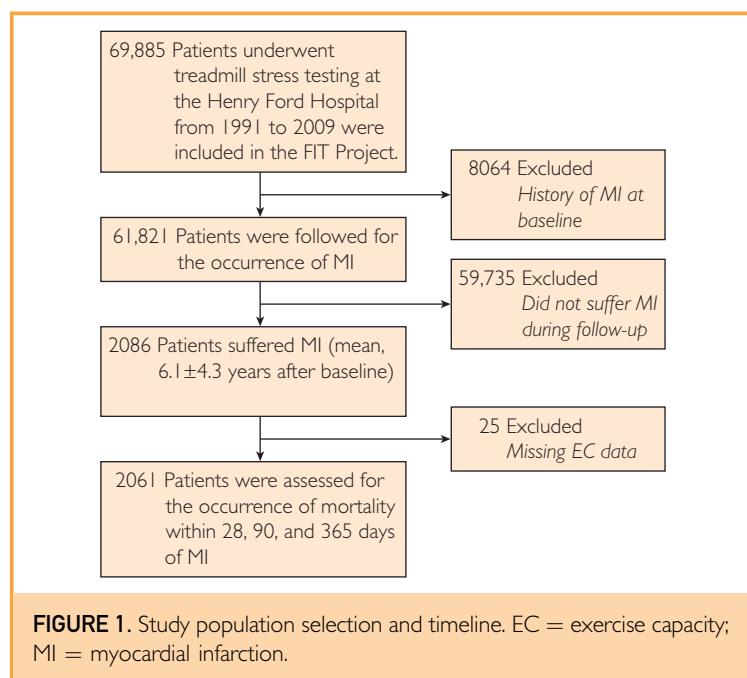 69,885 Patients underwent
treadmill stress testing at
the Henry Ford Hospital
from 1991 to 2009 were
included in the FIT Project.
8064 Excluded
History of MI at
baseline
61,821 Patients were followed for
the occurrence of MI
59,735 Excluded
Did not suffer MI
during follow-up
2086 Patients suffered MI (mean,
6.1±4.3 years after baseline)
25 Excluded
Missing EC data
2061 Patients were assessed for
the occurrence of mortality
within 28, 90, and 365 days
of MI
FIGURE 1. Study population selection and timeline. EC = exercise capacity;
MI = myocardial infarction.